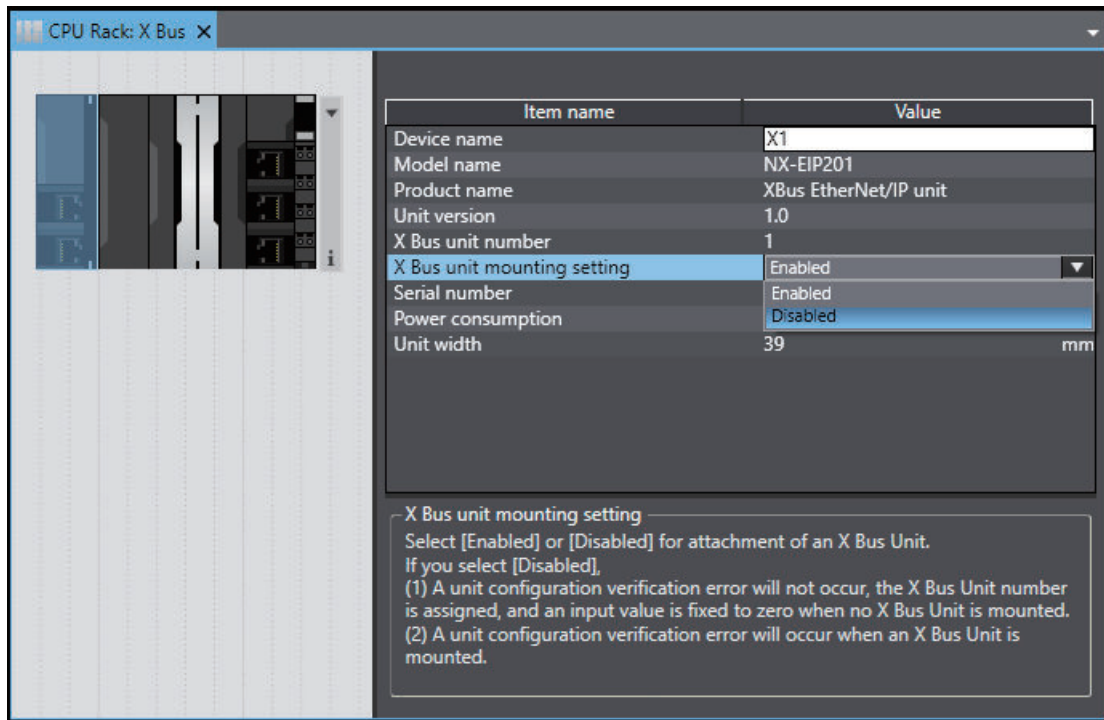 CPU Rack: X Bus X
Item name Value
Device name X1
Model name NX-EIP201
Product name XBus EtherNet/IP unit
Unit version 1.0
X Bus unit number 1
X Bus unit mounting setting Enabled
Serial number Enabled
Power consumption Disabled
Unit width 39 mm
i
X Bus unit mounting setting
Select [Enabled] or [Disabled] for attachment of an X Bus Unit.
If you select [Disabled],
(1) A unit configuration verification error will not occur, the X Bus Unit number
is assigned, and an input value is fixed to zero when no X Bus Unit is mounted.
(2) A unit configuration verification error will occur when an X Bus Unit is
mounted.